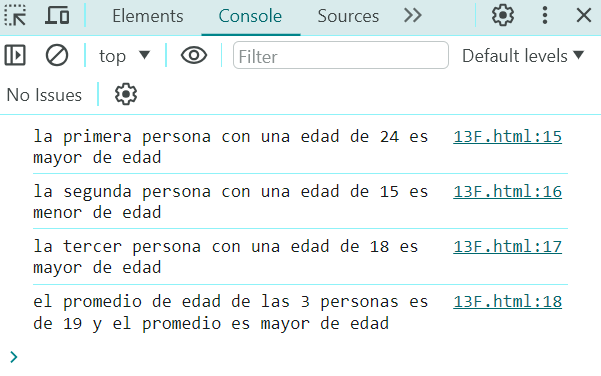 Elements Console Sources
top Filter Default levels
No Issues
la primera persona con una edad de 24 es 13F.html:15
mayor de edad
la segunda persona con una edad de 15 es 13F.html:16
menor de edad
la tercer persona con una edad de 18 es 13F.html:17
mayor de edad
el promedio de edad de las 3 personas es 13F.html:18
de 19 y el promedio es mayor de edad